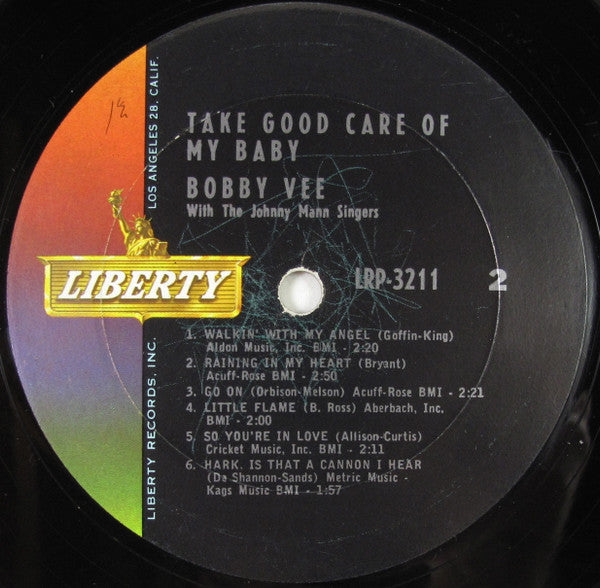 TAKE GOOD CARE OF
MY BABY
BOBBY VEE
With The Johnny Mann Singers
LRP-3211
2
1. WALKIN' WITH MY ANGEL (Goffin-King)
Aldon Music, Inc. BMI - 2:20
2. RAINING IN MY HEART (Bryant)
Acuff-Rose BMI - 2:50
3. GO ON (Orbison-Melson) Acuff-Rose BMI - 2:21
4. LITTLE FLAME (B. Ross) Aberbach, Inc.
BMI - 2:00
5. SO YOU'RE IN LOVE (Allison-Curtis)
Cricket Music, Inc. BMI - 2:11
6. HARK. IS THAT A CANNON I HEAR
(Da Shannon-Sands) Metric Music -
Kags Music BMI - 1:57
LIBERTY
LIBERTY RECORDS, INC. LOS ANGELES 28, CALIF.